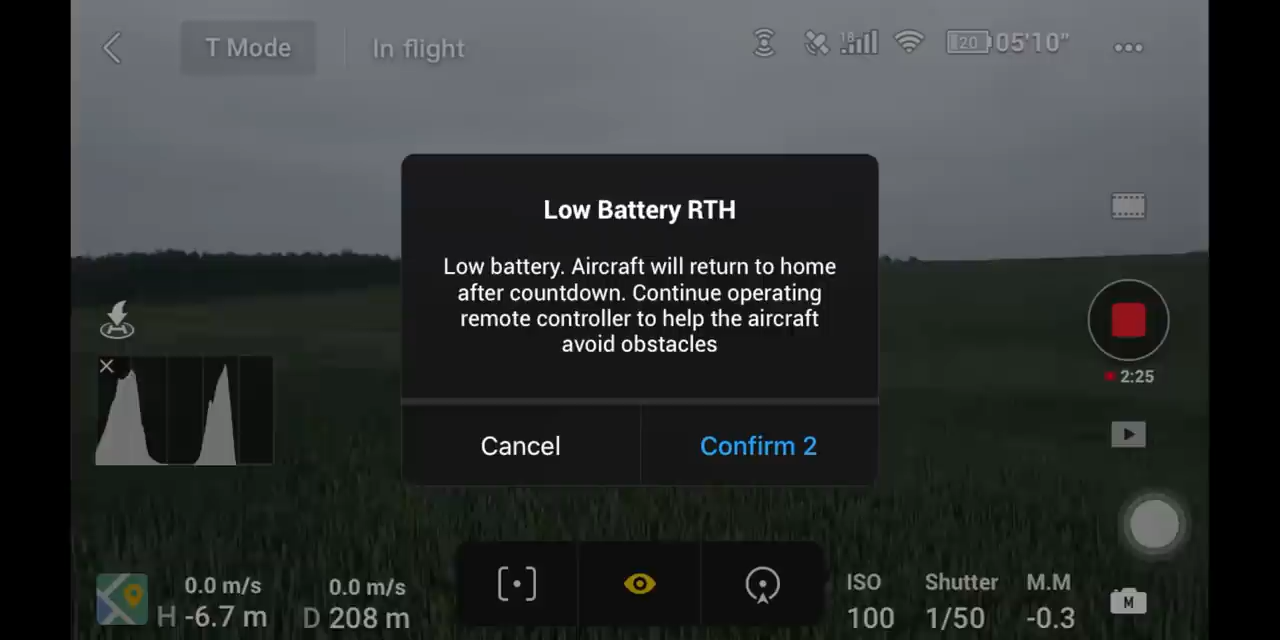 T Mode
In flight
18
20
05'10"
Low Battery RTH
Low battery. Aircraft will return to home
after countdown. Continue operating
remote controller to help the aircraft
avoid obstacles
2:25
Cancel
Confirm 2
0.0 m/s
0.0 m/s
H -6.7 m
D 208 m
ISO
100
Shutter
1/50
M.M
-0.3
M